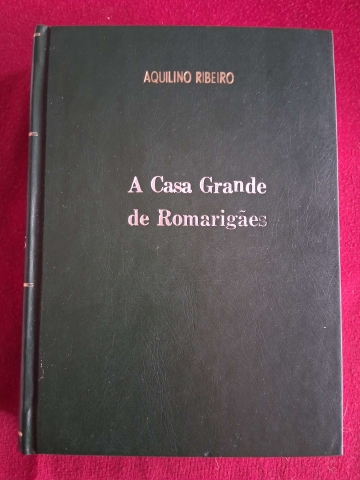 AQUILINO RIBEIRO
A Casa Grande
de Romarigães